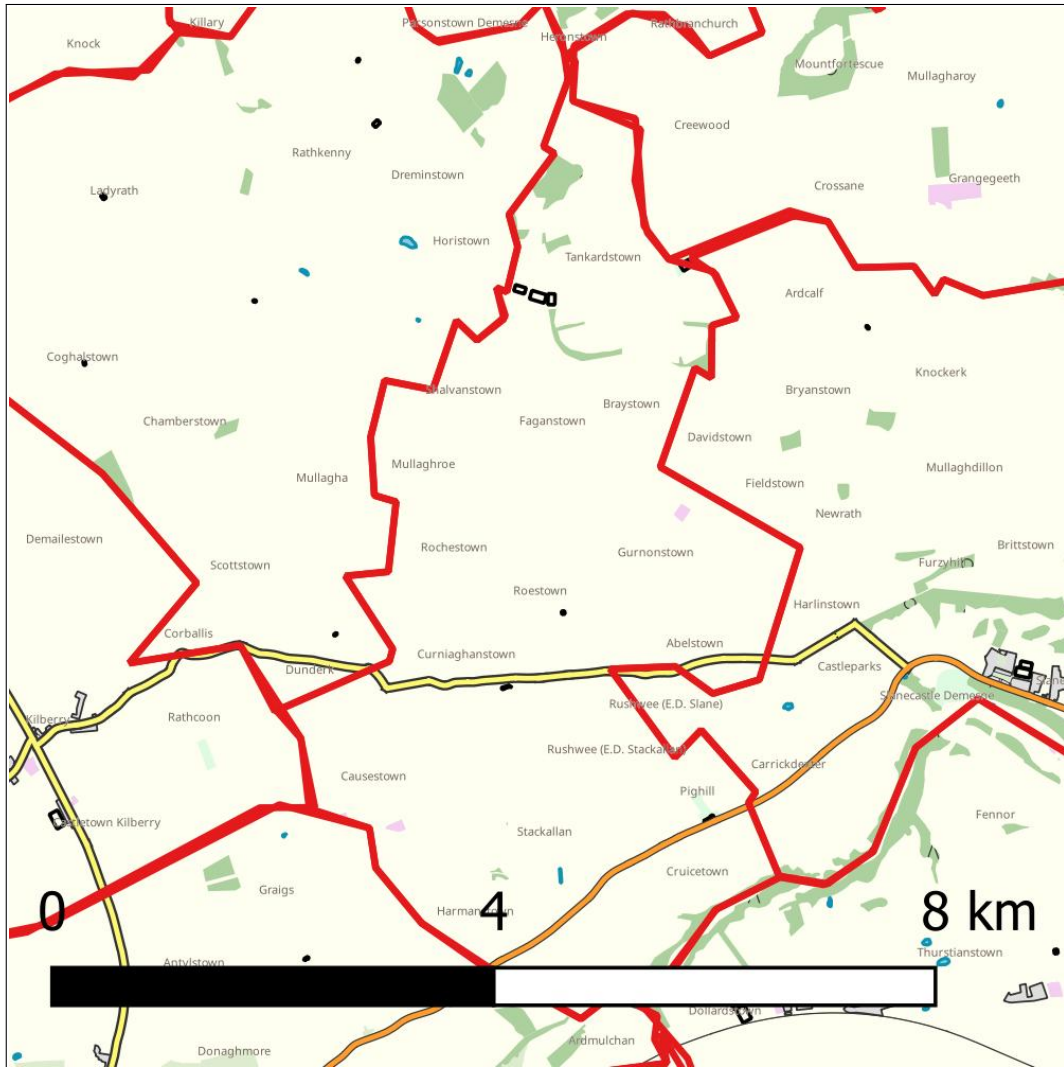 Killary
Parsonstown Demesne
Rathbranchurch
Knock
Heronstown
Mountfortescue
Mullagharoy
Creewood
Rathkenny
Dreminstown
Grangegeeth
Ladyrath
Crossane
Horistown
Tankardstown
Ardcalf
Coghalstown
Knockerk
Shalvanstown
Bryanstown
Braystown
Chamberstown
Faganstown
Davidstown
Mullaghroe
Mullaghdillon
Mullagha
Fieldstown
Newrath
Demailestown
Rochestown
Gurnonstown
Brittstown
Scottstown
Furzyhill
Roestown
Harlinstown
Corballis
Abelstown
Curniaghanstown
Dunderk
Castleparks
Slanecastle Demesne
Rushwee (E.D. Slane)
Kilberry
Rathcoon
Rushwee (E.D. Stackallan)
Carrickdexter
Causestown
Pighill
Castletown Kilberry
Stackallan
Fennor
Cruicetown
Graigs
Harmanstown
0 4 8 km
Thurstianstown
Antylstown
Dollardstown
Ardmulchan
Donaghmore